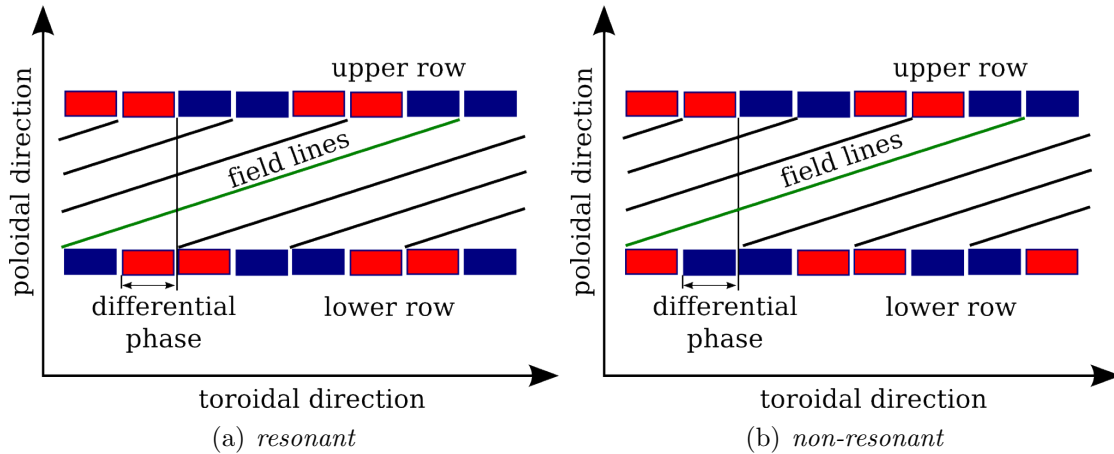 upper row
field lines
poloidal direction
differential
phase
lower row
toroidal direction
(a) resonant
upper row
field lines
poloidal direction
differential
phase
lower row
toroidal direction
(b) non-resonant